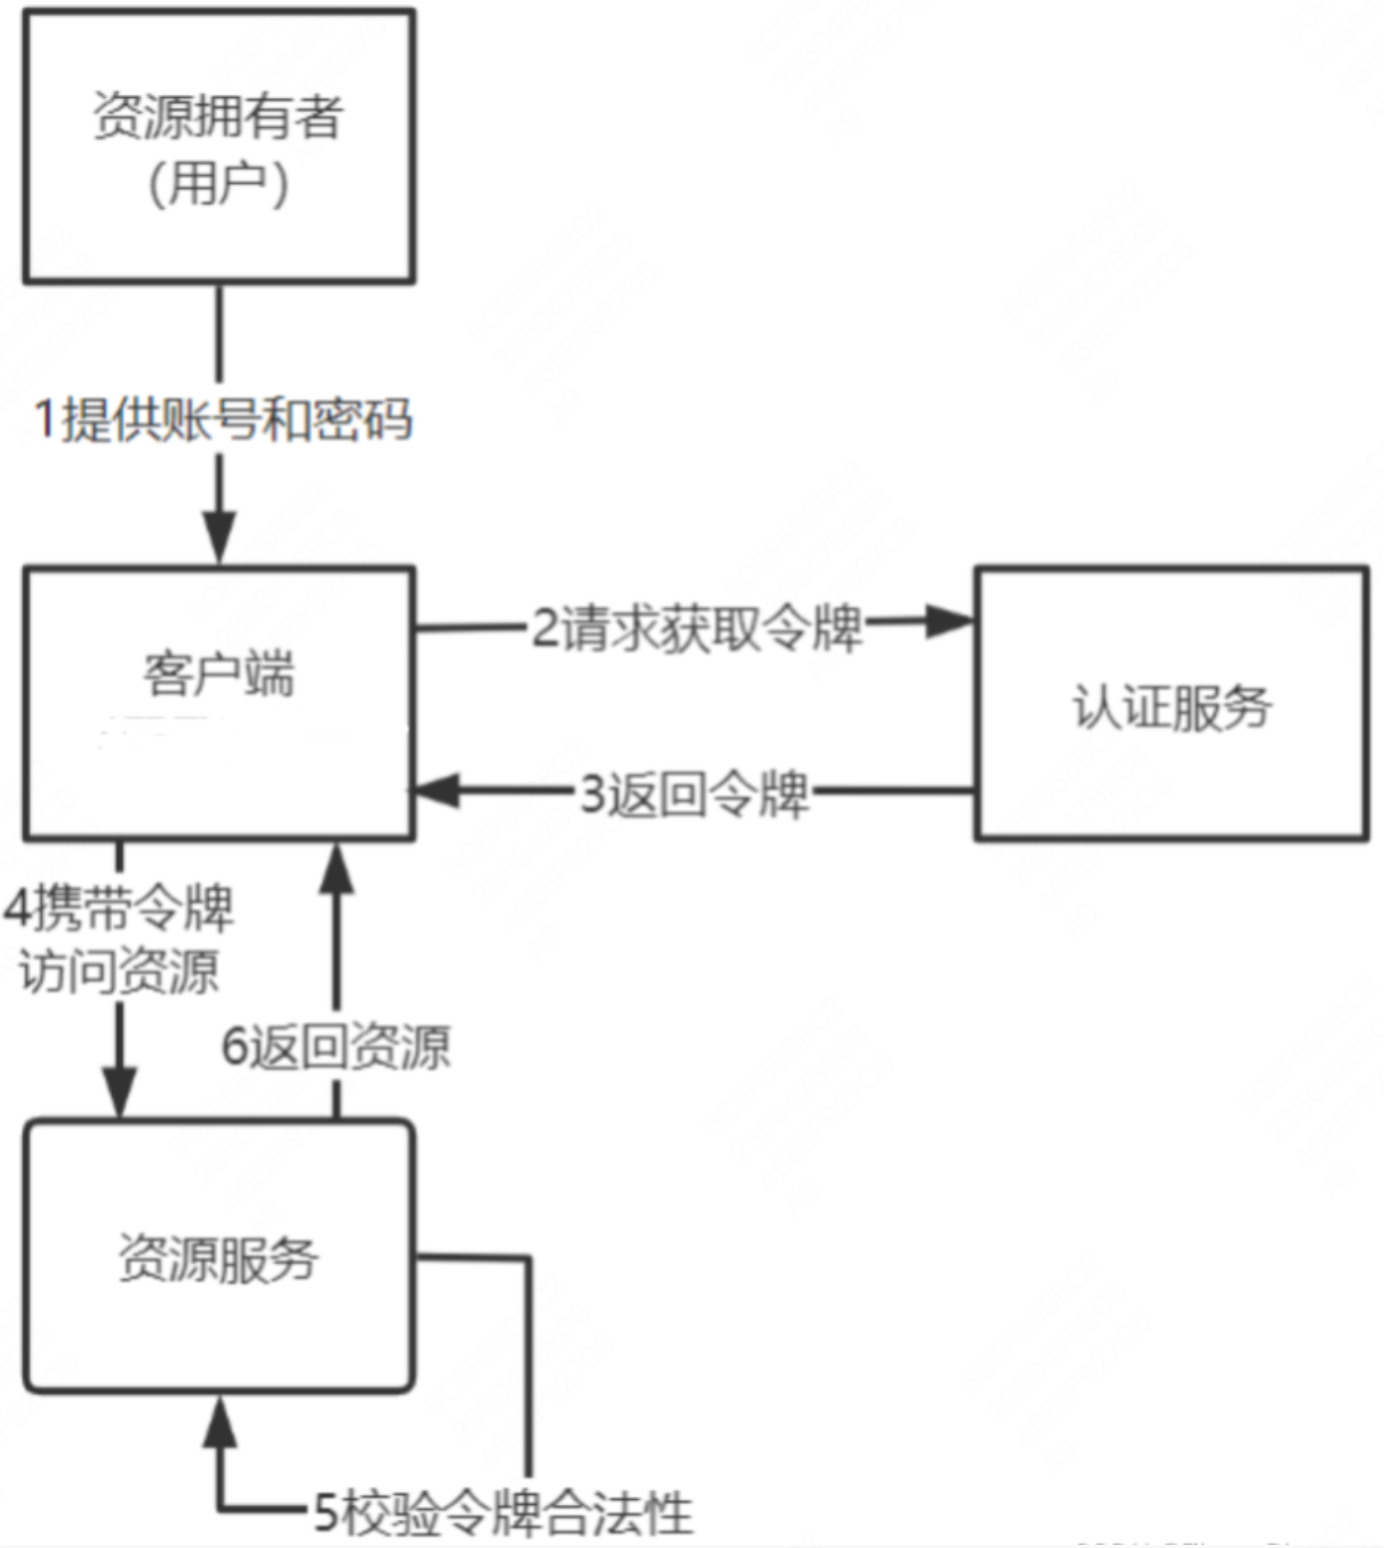 资源拥有者
(用户)
1提供账号和密码
客户端
2请求获取令牌
认证服务
3返回令牌
4携带令牌
访问资源
6返回资源
资源服务
5校验令牌合法性